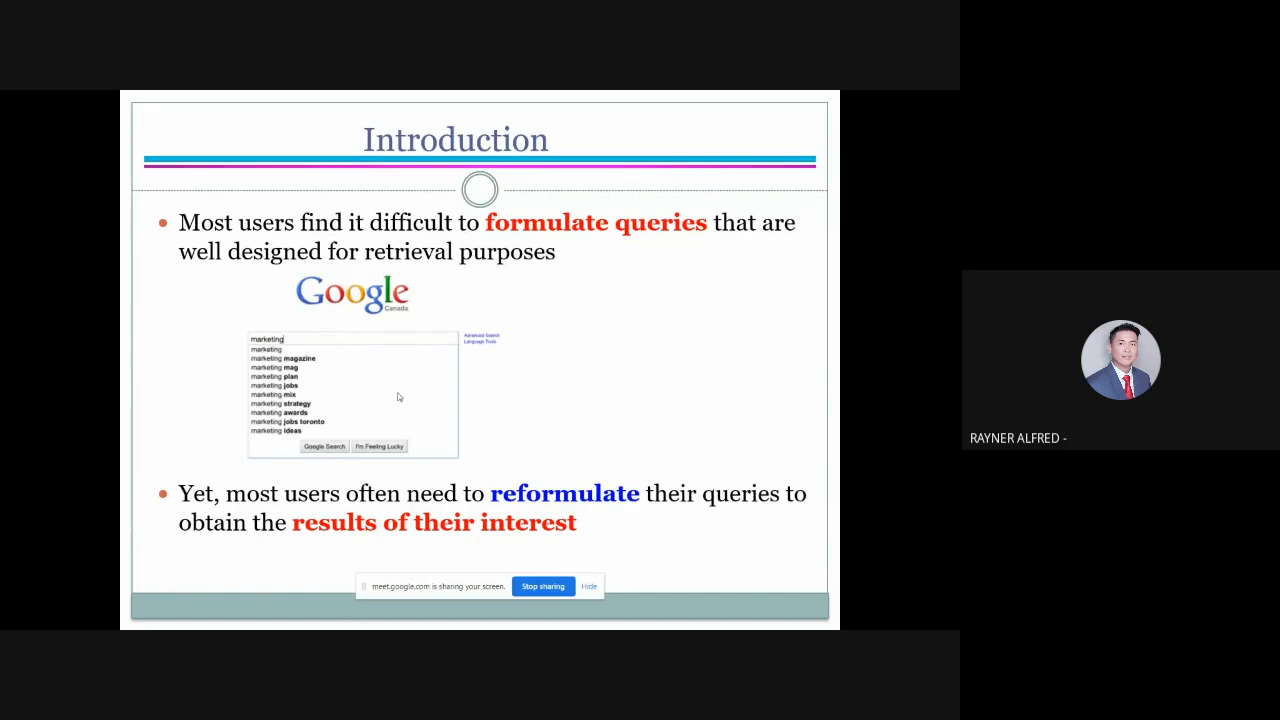 Introduction
Most users find it difficult to formulate queries that are
well designed for retrieval purposes
Google
Canada
marketing
Advanced Search
Language Tools
marketing
marketing magazine
marketing mag
marketing plan
marketing jobs
marketing mix
marketing strategy
marketing awards
marketing jobs toronto
marketing ideas
Google Search I'm Feeling Lucky
Yet, most users often need to reformulate their queries to
obtain the results of their interest
meet.google.com is sharing your screen. Stop sharing Hide
RAYNER ALFRED -